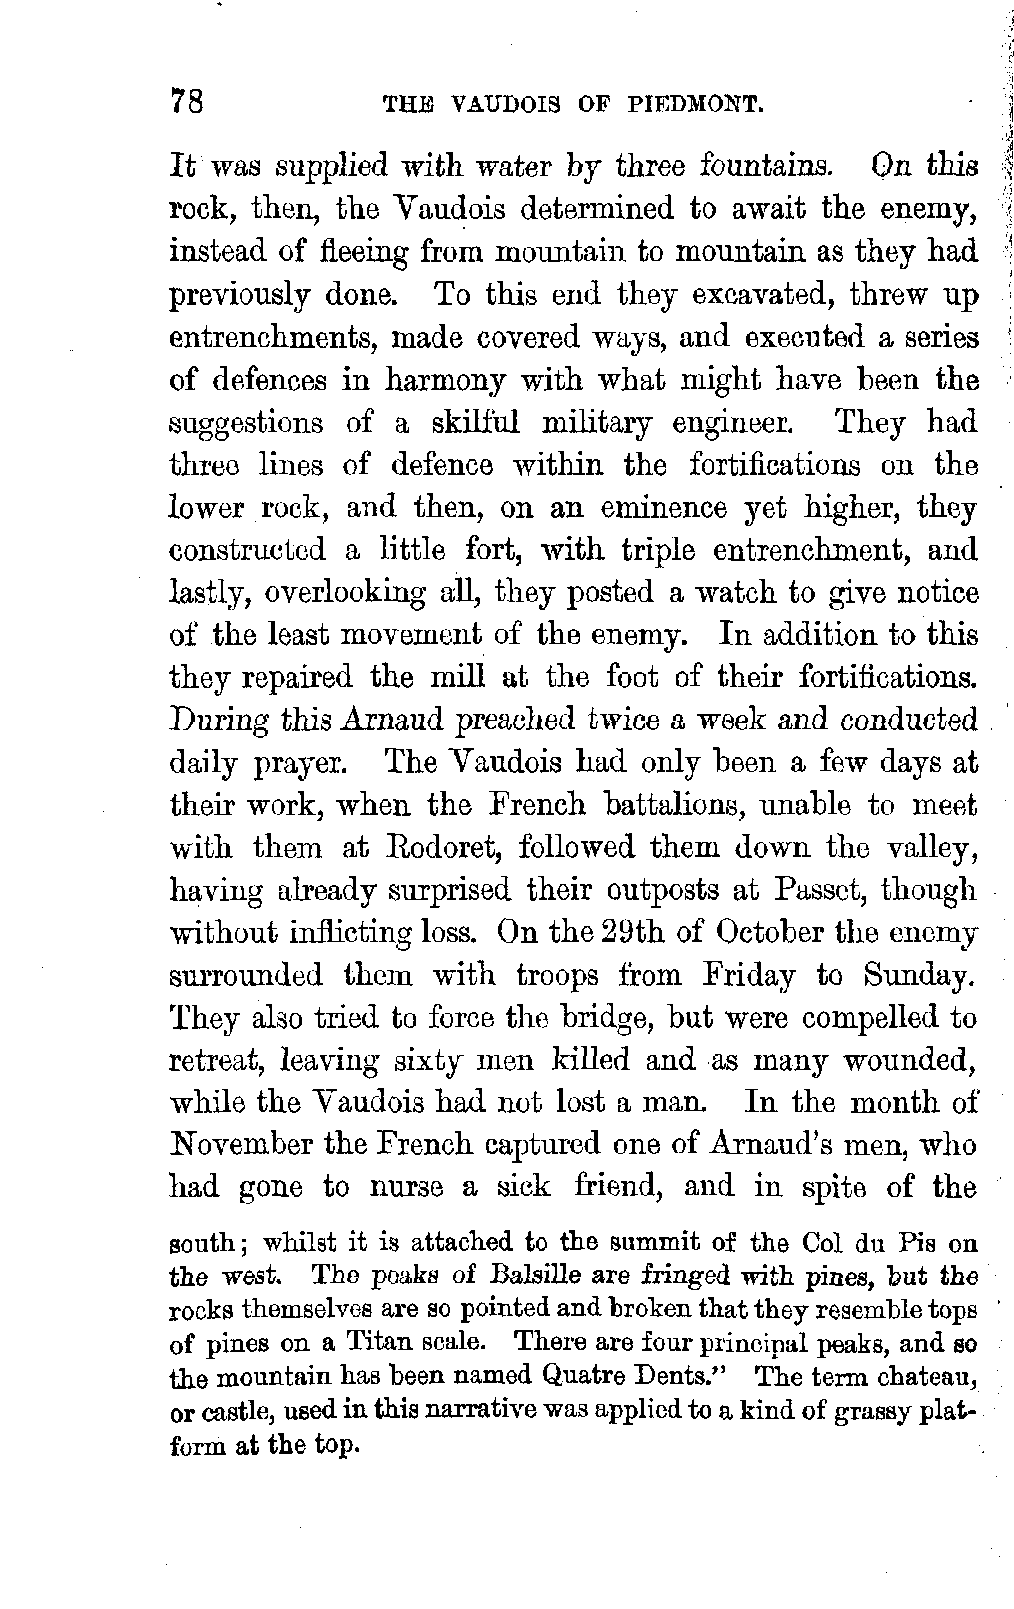 78 THE VAUDOIS OF PIEDMONT.
It was supplied with water by three fountains. On this
rock, then, the Vaudois determined to await the enemy,
instead of fleeing from mountain to mountain as they had
previously done. To this end they excavated, threw up
entrenchments, made covered ways, and executed a series
of defences in harmony with what might have been the
suggestions of a skilful military engineer. They had
three lines of defence within the fortifications on the
lower rock, and then, on an eminence yet higher, they
constructed a little fort, with triple entrenchment, and
lastly, overlooking all, they posted a watch to give notice
of the least movement of the enemy. In addition to this
they repaired the mill at the foot of their fortifications.
During this Arnaud preached twice a week and conducted
daily prayer. The Vaudois had only been a few days at
their work, when the French battalions, unable to meet
with them at Rodoret, followed them down the valley,
having already surprised their outposts at Passet, though
without inflicting loss. On the 29th of October the enemy
surrounded them with troops from Friday to Sunday.
They also tried to force the bridge, but were compelled to
retreat, leaving sixty men killed and as many wounded,
while the Vaudois had not lost a man. In the month of
November the French captured one of Arnaud's men, who
had gone to nurse a sick friend, and in spite of the
south; whilst it is attached to the summit of the Col du Pis on
the west. The peaks of Balsille are fringed with pines, but the
rocks themselves are so pointed and broken that they resemble tops
of pines on a Titan scale. There are four principal peaks, and so
the mountain has been named Quatre Dents." The term chateau,
or castle, used in this narrative was applied to a kind of grassy plat-
form at the top.